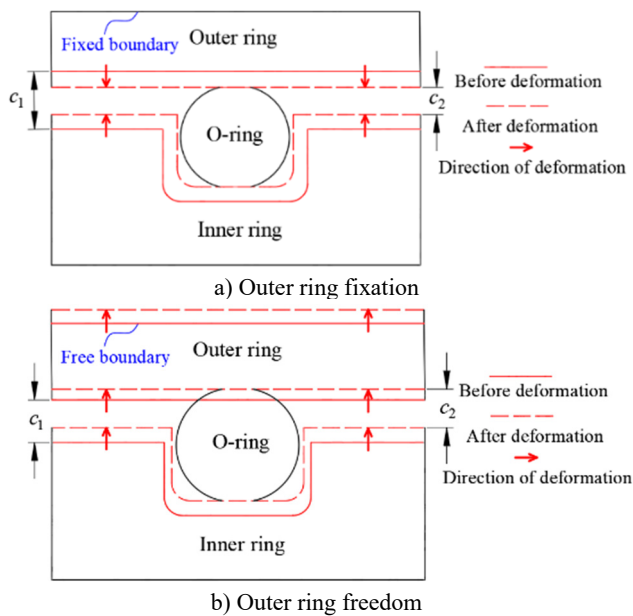 Fixed boundary
Outer ring
c1
c2
O-ring
Inner ring
Before deformation
After deformation
Direction of deformation
a) Outer ring fixation
Free boundary
Outer ring
c1
c2
O-ring
Inner ring
Before deformation
After deformation
Direction of deformation
b) Outer ring freedom